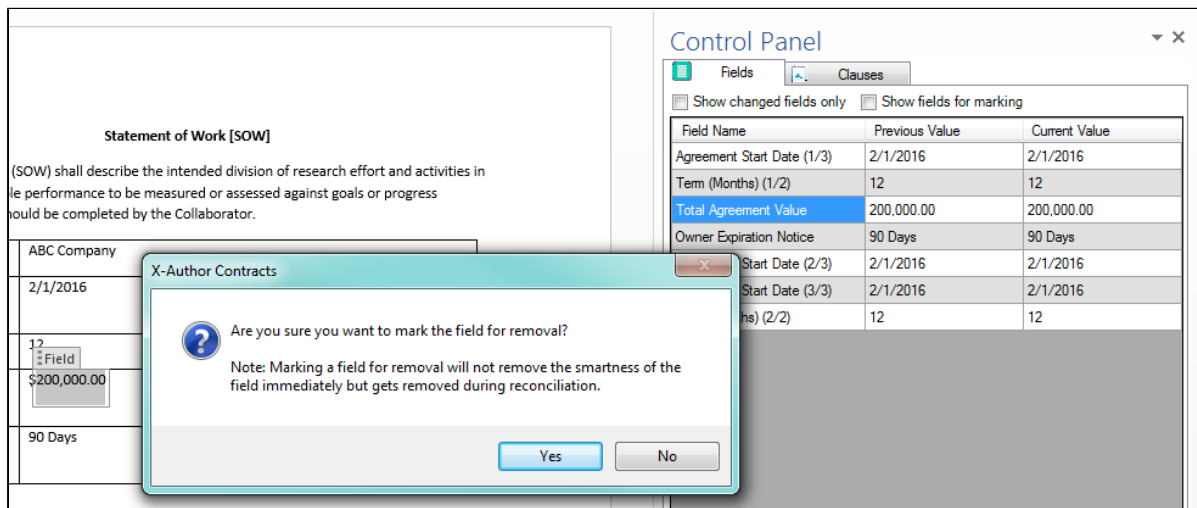 Control Panel
Fields
Clauses
Show changed fields only
Show fields for marking
Field Name Previous Value Current Value
Agreement Start Date (1/3) 2/1/2016 2/1/2016
Term (Months) (1/2) 12 12
Total Agreement Value 200,000.00 200,000.00
Owner Expiration Notice 90 Days 90 Days
Start Date (2/3) 2/1/2016 2/1/2016
Start Date (3/3) 2/1/2016 2/1/2016
hs) (2/2) 12 12
Statement of Work [SOW]
(SOW) shall describe the intended division of research effort and activities in
le performance to be measured or assessed against goals or progress
hould be completed by the Collaborator.
ABC Company
2/1/2016
12
Field
$200,000.00
90 Days
X-Author Contracts
Are you sure you want to mark the field for removal?
Note: Marking a field for removal will not remove the smartness of the
field immediately but gets removed during reconciliation.
Yes
No